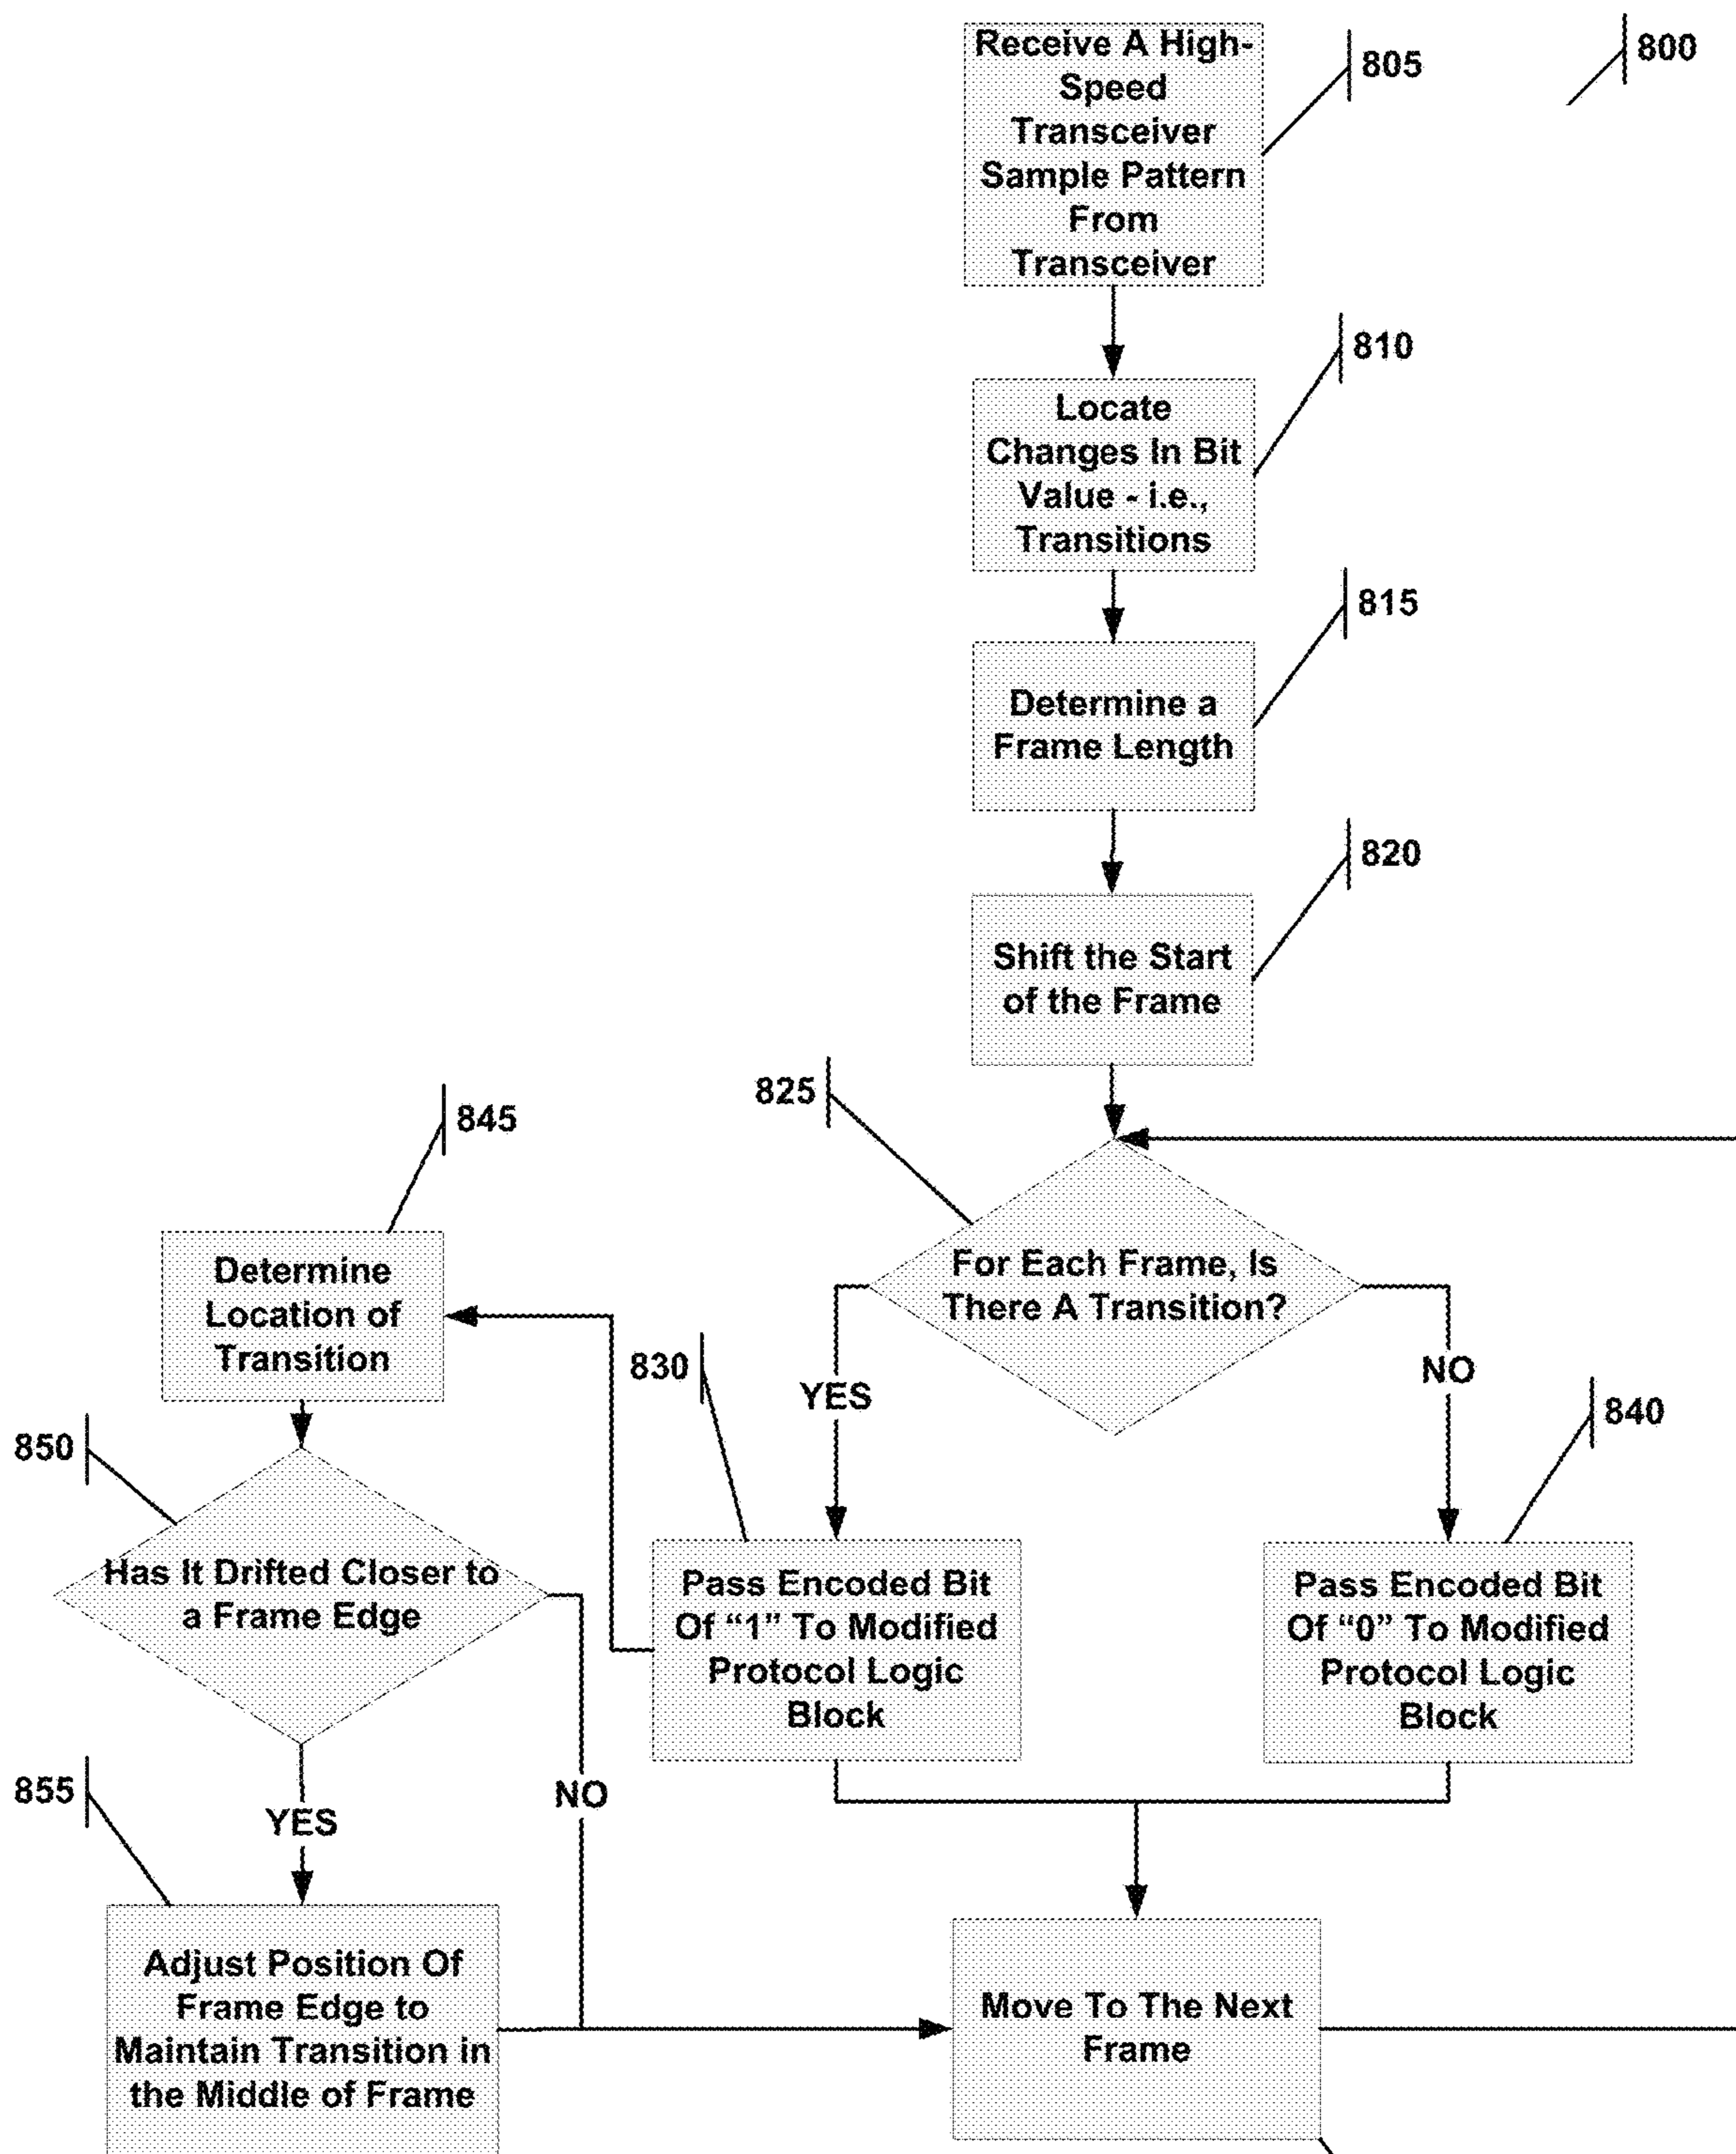 800
Receive A High-
Speed
Transceiver
Sample Pattern
From
Transceiver
805
Locate
Changes In Bit
Value - i.e.,
Transitions
810
Determine a
Frame Length
815
Shift the Start
of the Frame
820
825
For Each Frame, Is
There A Transition?
YES
NO
830
Pass Encoded Bit
Of “1” To Modified
Protocol Logic
Block
840
Pass Encoded Bit
Of “0” To Modified
Protocol Logic
Block
845
Determine
Location of
Transition
850
Has It Drifted Closer to
a Frame Edge
YES
NO
855
Adjust Position Of
Frame Edge to
Maintain Transition in
the Middle of Frame
Move To The Next
Frame